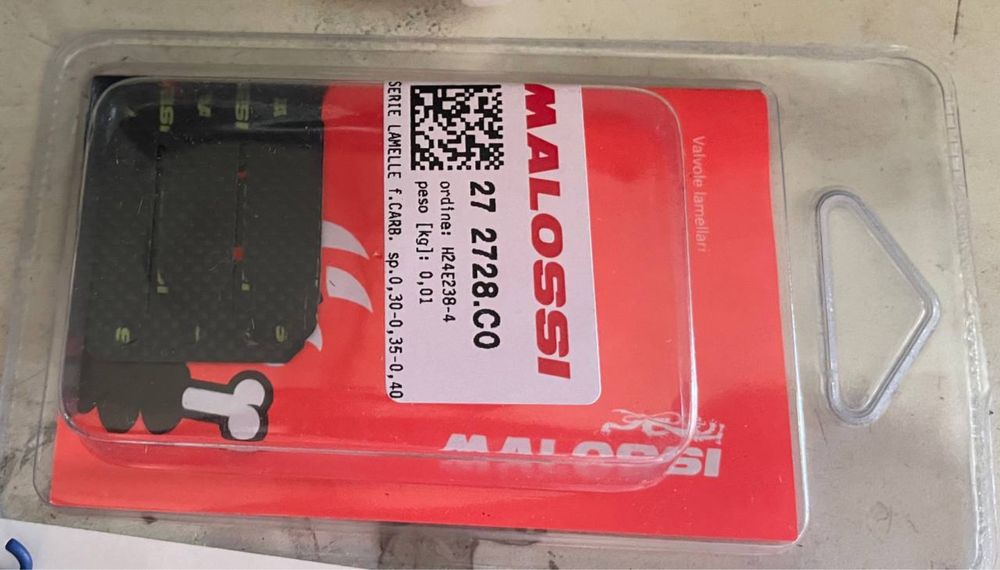 MALOSSI
27 2728.C0
ordine: H24E238-4
peso [kg]: 0,01
SERIE LAMELLE f.CARB. sp.0,30-0,35-0,40
Valvole lamellari
MALOSSI